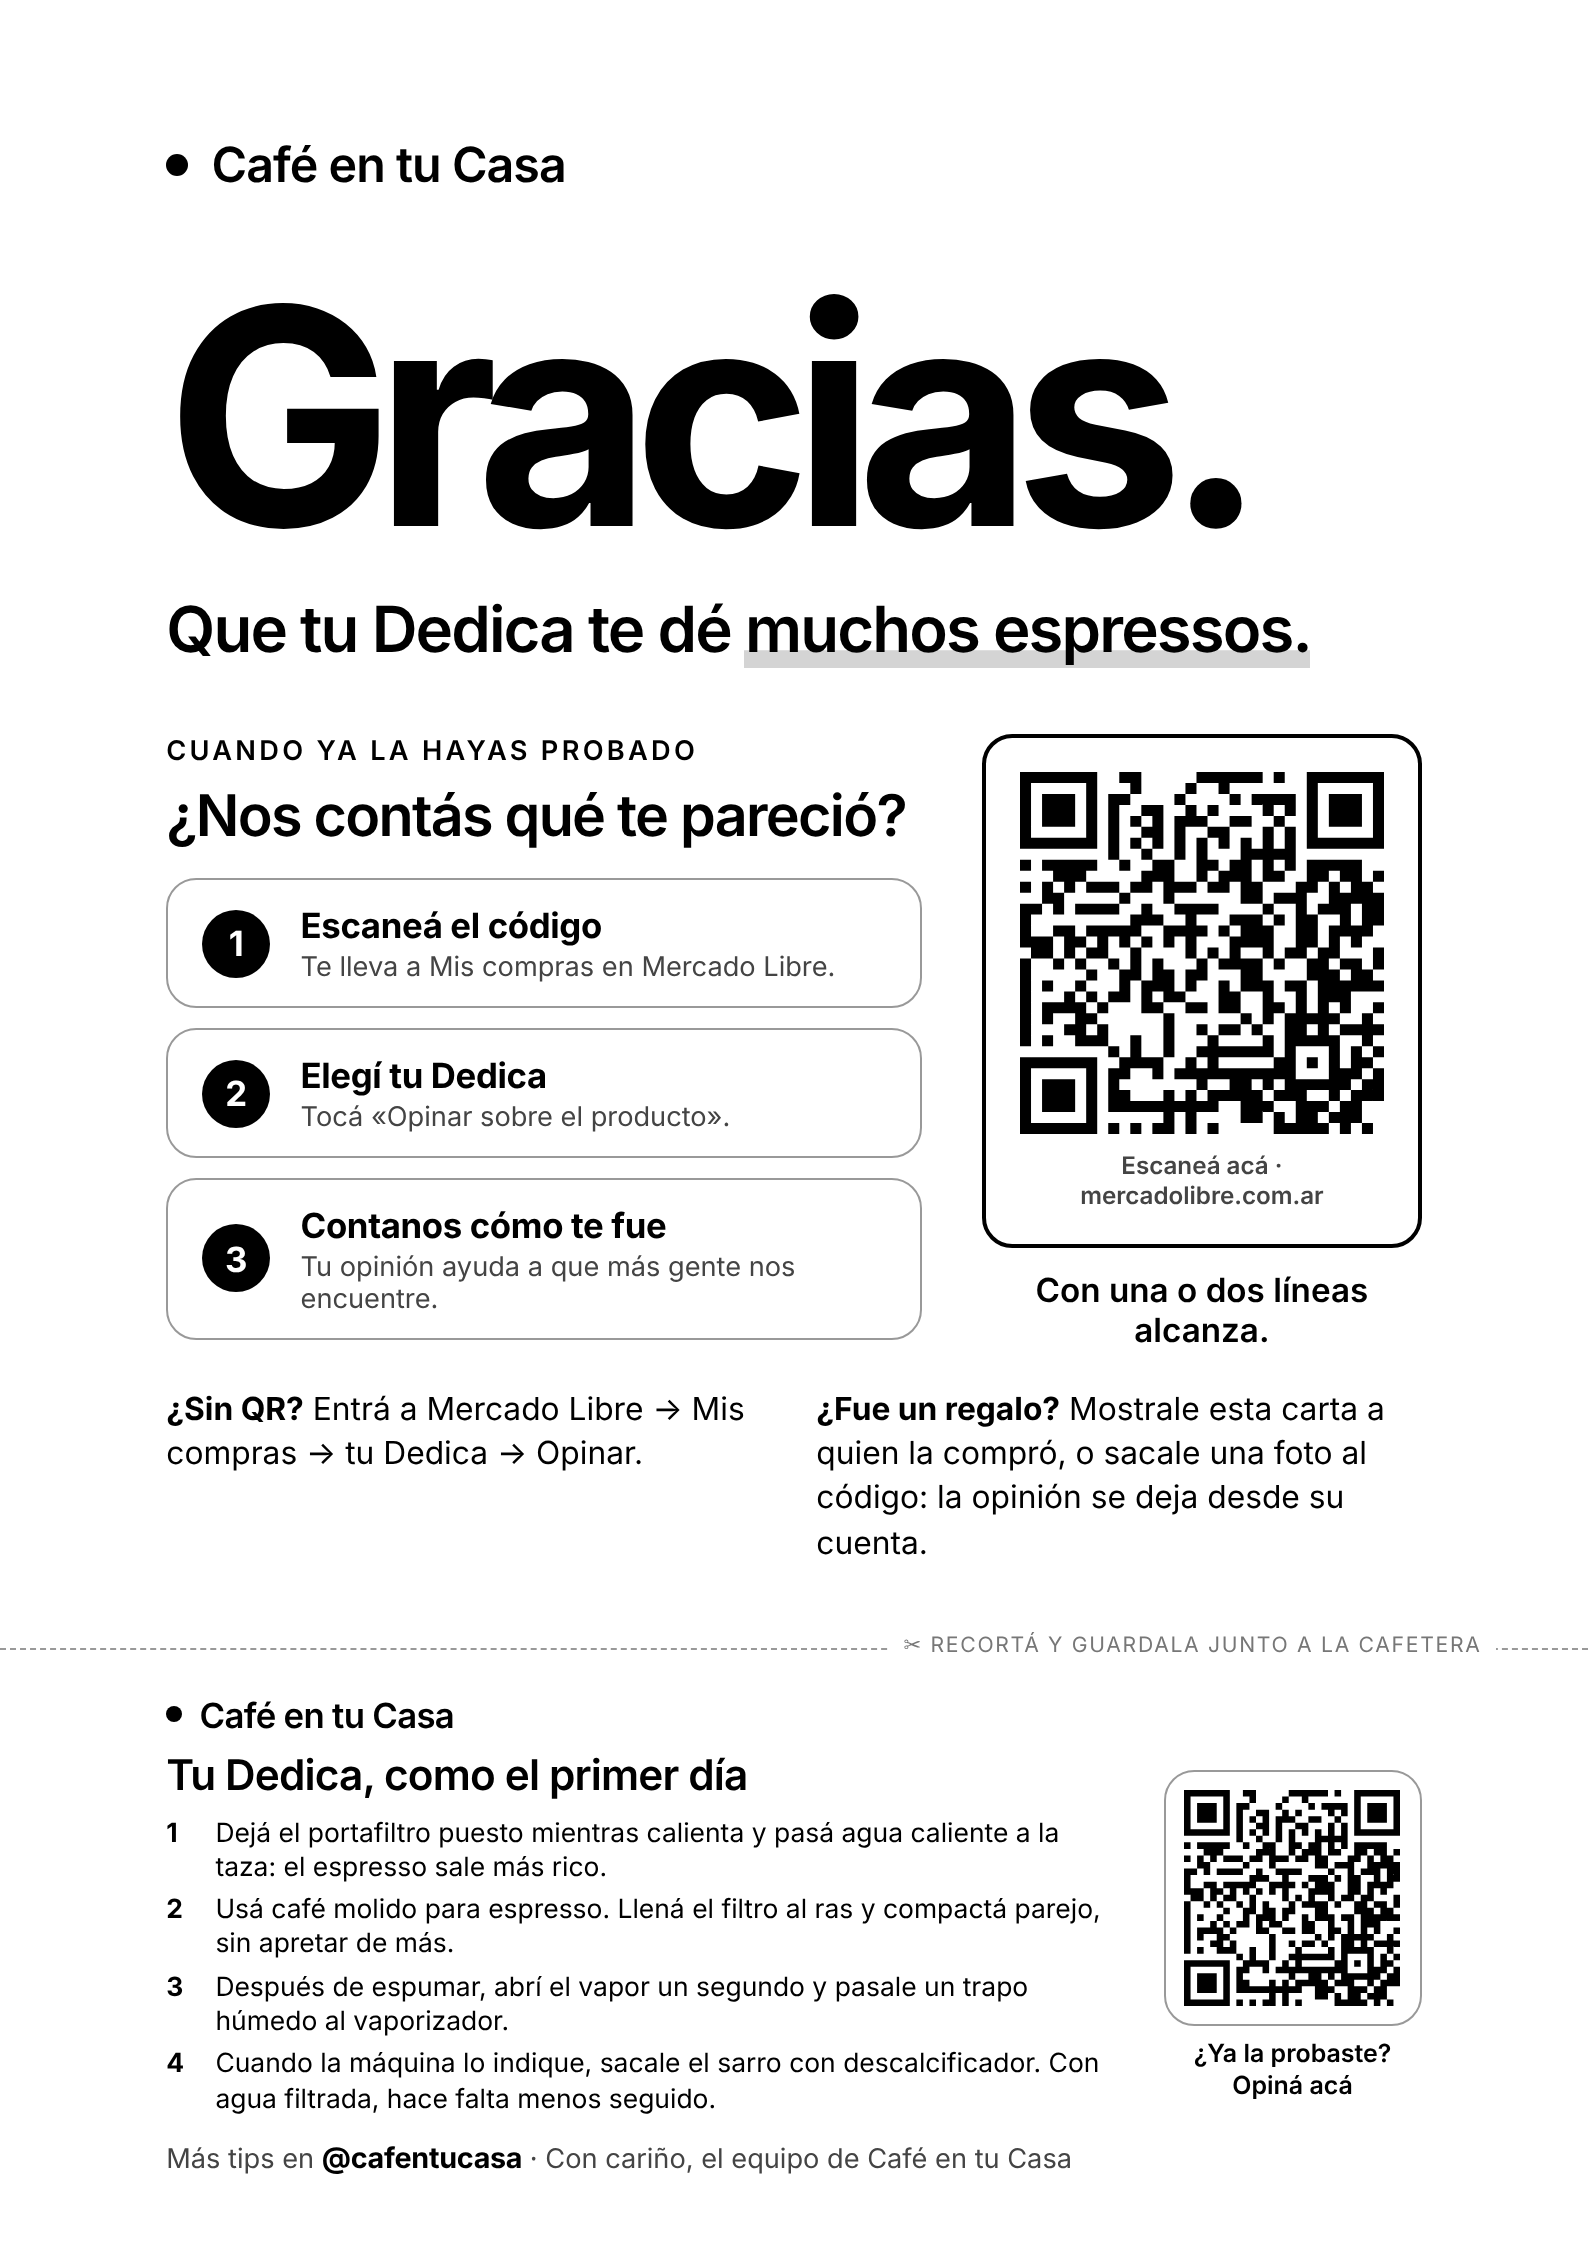 • Café en tu Casa
Gracias.
Que tu Dedica te dé muchos espressos.
CUANDO YA LA HAYAS PROBADO
¿Nos contás qué te pareció?
1 Escaneá el código
Te lleva a Mis compras en Mercado Libre.
2 Elegí tu Dedica
Tocá «Opinar sobre el producto».
3 Contanos cómo te fue
Tu opinión ayuda a que más gente nos
encuentre.
Escaneá acá ·
mercadolibre.com.ar
Con una o dos líneas
alcanza.
¿Sin QR? Entrá a Mercado Libre → Mis
compras → tu Dedica → Opinar.
¿Fue un regalo? Mostrale esta carta a
quien la compró, o sacale una foto al
código: la opinión se deja desde su
cuenta.
✂ RECORTÁ Y GUARDALA JUNTO A LA CAFETERA
• Café en tu Casa
Tu Dedica, como el primer día
1 Dejá el portafiltro puesto mientras calienta y pasá agua caliente a la
taza: el espresso sale más rico.
2 Usá café molido para espresso. Llená el filtro al ras y compactá parejo,
sin apretar de más.
3 Después de espumar, abrí el vapor un segundo y pasale un trapo
húmedo al vaporizador.
4 Cuando la máquina lo indique, sacale el sarro con descalcificador. Con
agua filtrada, hace falta menos seguido.
¿Ya la probaste?
Opiná acá
Más tips en @cafentucasa · Con cariño, el equipo de Café en tu Casa